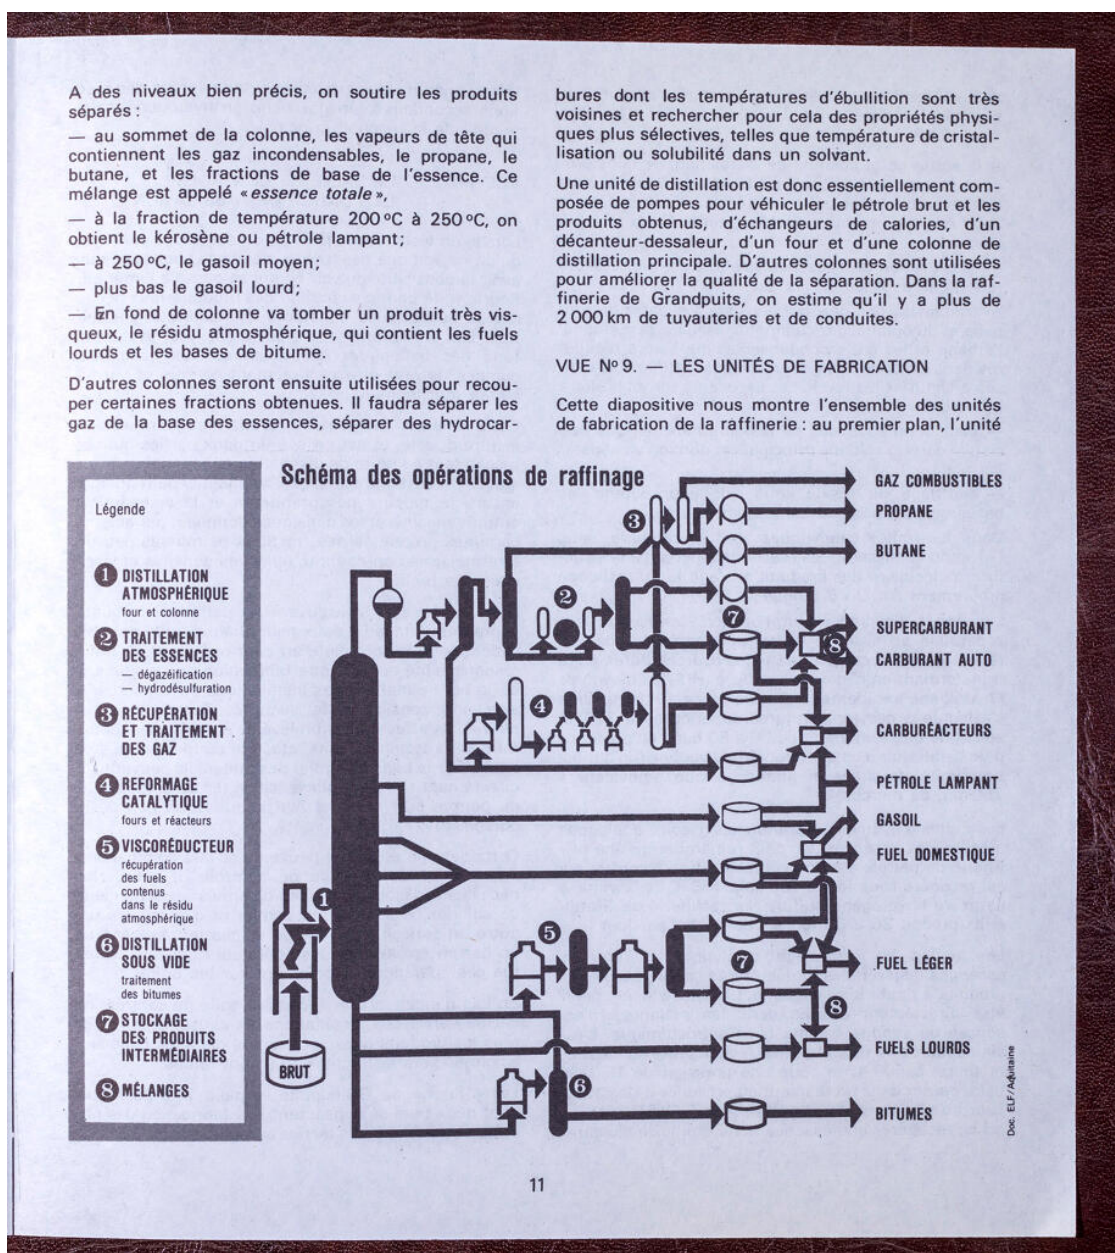 A des niveaux bien précis, on soutire les produits
séparés :
— au sommet de la colonne, les vapeurs de tête qui
contiennent les gaz incondensables, le propane, le
butane, et les fractions de base de l'essence. Ce
mélange est appelé « essence totale »,
— à la fraction de température 200 °C à 250 °C, on
obtient le kérosène ou pétrole lampant;
— à 250 °C, le gasoil moyen;
— plus bas le gasoil lourd;
— En fond de colonne va tomber un produit très vis-
queux, le résidu atmosphérique, qui contient les fuels
lourds et les bases de bitume.
D'autres colonnes seront ensuite utilisées pour recou-
per certaines fractions obtenues. Il faudra séparer les
gaz de la base des essences, séparer des hydrocar-
bures dont les températures d'ébullition sont très
voisines et rechercher pour cela des propriétés physi-
ques plus sélectives, telles que température de cristal-
lisation ou solubilité dans un solvant.
Une unité de distillation est donc essentiellement com-
posée de pompes pour véhiculer le pétrole brut et les
produits obtenus, d'échangeurs de calories, d'un
décanteur-dessaleur, d'un four et d'une colonne de
distillation principale. D'autres colonnes sont utilisées
pour améliorer la qualité de la séparation. Dans la raf-
finerie de Grandpuits, on estime qu'il y a plus de
2 000 km de tuyauteries et de conduites.
VUE Nº 9. — LES UNITÉS DE FABRICATION
Cette diapositive nous montre l'ensemble des unités
de fabrication de la raffinerie : au premier plan, l'unité
Schéma des opérations de raffinage
Légende
1 DISTILLATION
ATMOSPHÉRIQUE
four et colonne
2 TRAITEMENT
DES ESSENCES
— dégazéification
— hydrodésulfuration
3 RÉCUPÉRATION
ET TRAITEMENT
DES GAZ
4 REFORMAGE
CATALYTIQUE
fours et réacteurs
5 VISCORÉDUCTEUR
récupération
des fuels
contenus
dans le résidu
atmosphérique
6 DISTILLATION
SOUS VIDE
traitement
des bitumes
7 STOCKAGE
DES PRODUITS
INTERMÉDIAIRES
8 MÉLANGES
BRUT
1
2
3
4
5
6
7
7
8
8
GAZ COMBUSTIBLES
PROPANE
BUTANE
SUPERCARBURANT
CARBURANT AUTO
CARBURÉACTEURS
PÉTROLE LAMPANT
GASOIL
FUEL DOMESTIQUE
FUEL LÉGER
FUELS LOURDS
BITUMES
Doc. ELF/Aquitaine
11